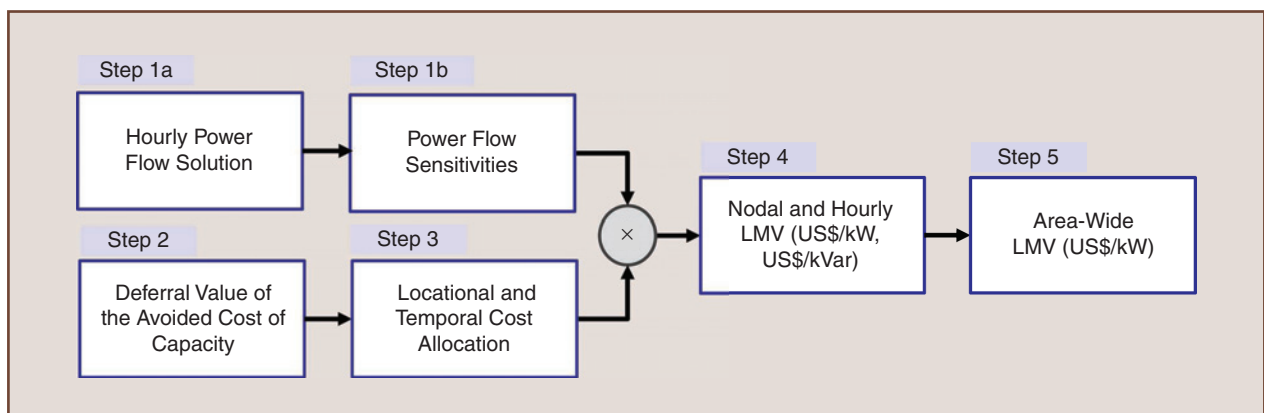 Step 1a
Hourly Power
Flow Solution
Step 1b
Power Flow
Sensitivities
Step 2
Deferral Value of
the Avoided Cost of
Capacity
Step 3
Locational and
Temporal Cost
Allocation
×
Step 4
Nodal and Hourly
LMV (US$/kW,
US$/kVar)
Step 5
Area-Wide
LMV (US$/kW)